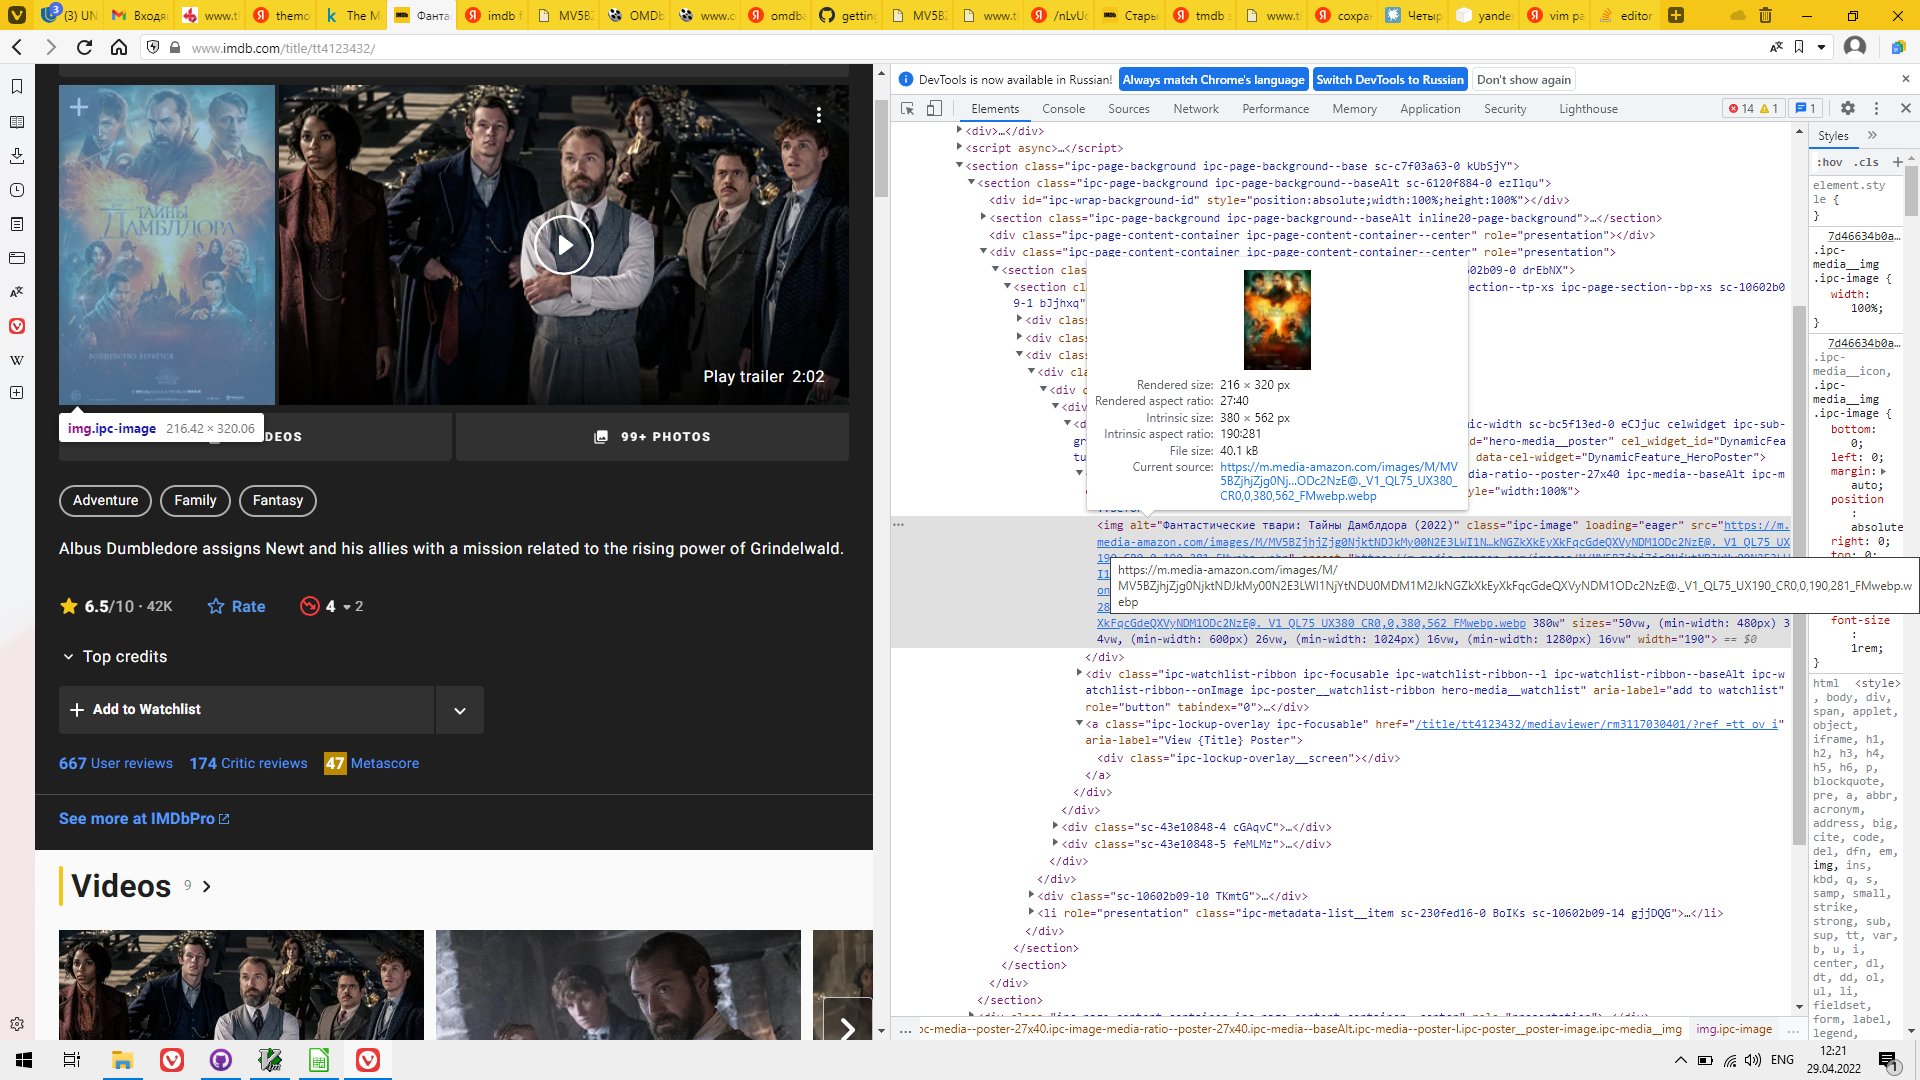 (3) UN
Входя
www.tl
themo
The M
Фанта
imdb f
MV5BZ
OMDb
www.o
omdba
getting
MV5BZ
www.tl
/nLvUc
Стары
tmdb
www.tl
сохра
Четыр
yande
vim pa
editor
www.imdb.com/title/tt4123432/
ТАЙНЫ
ДАМБЛДОРА
ВОЛШЕБСТВО ВЕРНЁТСЯ
Play trailer 2:02
img.ipc-image 216.42 × 320.06
DEOS
99+ PHOTOS
Adventure
Family
Fantasy
Albus Dumbledore assigns Newt and his allies with a mission related to the rising power of Grindelwald.
6.5/10 · 42K
Rate
4
2
Top credits
Add to Watchlist
667 User reviews
174 Critic reviews
47 Metascore
See more at IMDbPro
Videos 9
DevTools is now available in Russian!
Always match Chrome's language
Switch DevTools to Russian
Don't show again
Elements
Console
Sources
Network
Performance
Memory
Application
Security
Lighthouse
14
1
1
<div>…</div>
<script async>…</script>
<section class="ipc-page-background ipc-page-background--base sc-c7f03a63-0 kUbSjY">
<section class="ipc-page-background ipc-page-background--baseAlt sc-6120f884-0 ezIlqu">
<div id="ipc-wrap-background-id" style="position:absolute;width:100%;height:100%"></div>
<section class="ipc-page-background ipc-page-background--baseAlt inline20-page-background">…</section>
<div class="ipc-page-content-container ipc-page-content-container--center" role="presentation"></div>
<div class="ipc-page-content-container ipc-page-content-container--center" role="presentation">
<section clas
602b09-0 drEbNX">
<section cl
section--tp-xs ipc-page-section--bp-xs sc-10602b0
9-1 bJjhxq"
<div clas
<div clas
<div clas
<div cla
<div c
<div
<d
ic-width sc-bc5f13ed-0 eCJjuc celwidget ipc-sub-
gr
d="hero-media__poster" cel_widget_id="DynamicFea
tu
data-cel-widget="DynamicFeature_HeroPoster">
media-ratio--poster-27x40 ipc-media--baseAlt ipc-m
yle="width:100%">
Rendered size: 216 × 320 px
Rendered aspect ratio: 27:40
Intrinsic size: 380 × 562 px
Intrinsic aspect ratio: 190:281
File size: 40.1 kB
Current source: https://m.media-amazon.com/images/M/MV
5BZjhjZjg0Nj…ODc2NzE@._V1_QL75_UX380_
CR0,0,380,562_FMwebp.webp
<img alt="Фантастические твари: Тайны Дамблдора (2022)" class="ipc-image" loading="eager" src="https://m.
media-amazon.com/images/M/MV5BZjhjZjg0NjktNDJkMy00N2E3LWI1N…kNGZkXkEyXkFqcGdeQXVyNDM1ODc2NzE@._V1_QL75_UX
https://m.media-amazon.com/images/M/
MV5BZjhjZjg0NjktNDJkMy00N2E3LWI1NjYtNDU0MDM1M2JkNGZkXkEyXkFqcGdeQXVyNDM1ODc2NzE@._V1_QL75_UX190_CR0,0,190,281_FMwebp.w
ebp
XkFqcGdeQXVyNDM1ODc2NzE@._V1_QL75_UX380_CR0,0,380,562_FMwebp.webp 380w" sizes="50vw, (min-width: 480px) 3
4vw, (min-width: 600px) 26vw, (min-width: 1024px) 16vw, (min-width: 1280px) 16vw" width="190"> == $0
</div>
<div class="ipc-watchlist-ribbon ipc-focusable ipc-watchlist-ribbon--l ipc-watchlist-ribbon--baseAlt ipc-w
atchlist-ribbon--onImage ipc-poster__watchlist-ribbon hero-media__watchlist" aria-label="add to watchlist"
role="button" tabindex="0">…</div>
<a class="ipc-lockup-overlay ipc-focusable" href="/title/tt4123432/mediaviewer/rm3117030401/?ref_=tt_ov_i"
aria-label="View {Title} Poster">
<div class="ipc-lockup-overlay__screen"></div>
</a>
</div>
</div>
<div class="sc-43e10848-4 cGAqvC">…</div>
<div class="sc-43e10848-5 feMLMz">…</div>
</div>
</div>
<div class="sc-10602b09-10 TKmtG">…</div>
<li role="presentation" class="ipc-metadata-list__item sc-230fed16-0 BoIKs sc-10602b09-14 gjjDQG">…</li>
</div>
</section>
</section>
</div>
</section>
… pc-media--poster-27x40.ipc-image-media-ratio--poster-27x40.ipc-media--baseAlt.ipc-media--poster-l.ipc-poster__poster-image.ipc-media__img
img.ipc-image
…
Styles
:hov .cls
element.sty
le {
}
7d46634b0a…
.ipc-
media__img
.ipc-image {
width:
100%;
}
7d46634b0a…
.ipc-
media__icon,
.ipc-
media__img
.ipc-image {
bottom:
0;
left: 0;
margin:
auto;
position
:
absolute
right: 0;
top: 0;
font-size
:
1rem;
}
html <style>
, body, div,
span, applet,
object,
iframe, h1,
h2, h3, h4,
h5, h6, p,
blockquote,
pre, a, abbr,
acronym,
address, big,
cite, code,
del, dfn, em,
img, ins,
kbd, q, s,
samp, small,
strike,
strong, sub,
sup, tt, var,
b, u, i,
center, dl,
dt, dd, ol,
ul, li,
fieldset,
form, label,
legend,
ENG
12:21
29.04.2022
1